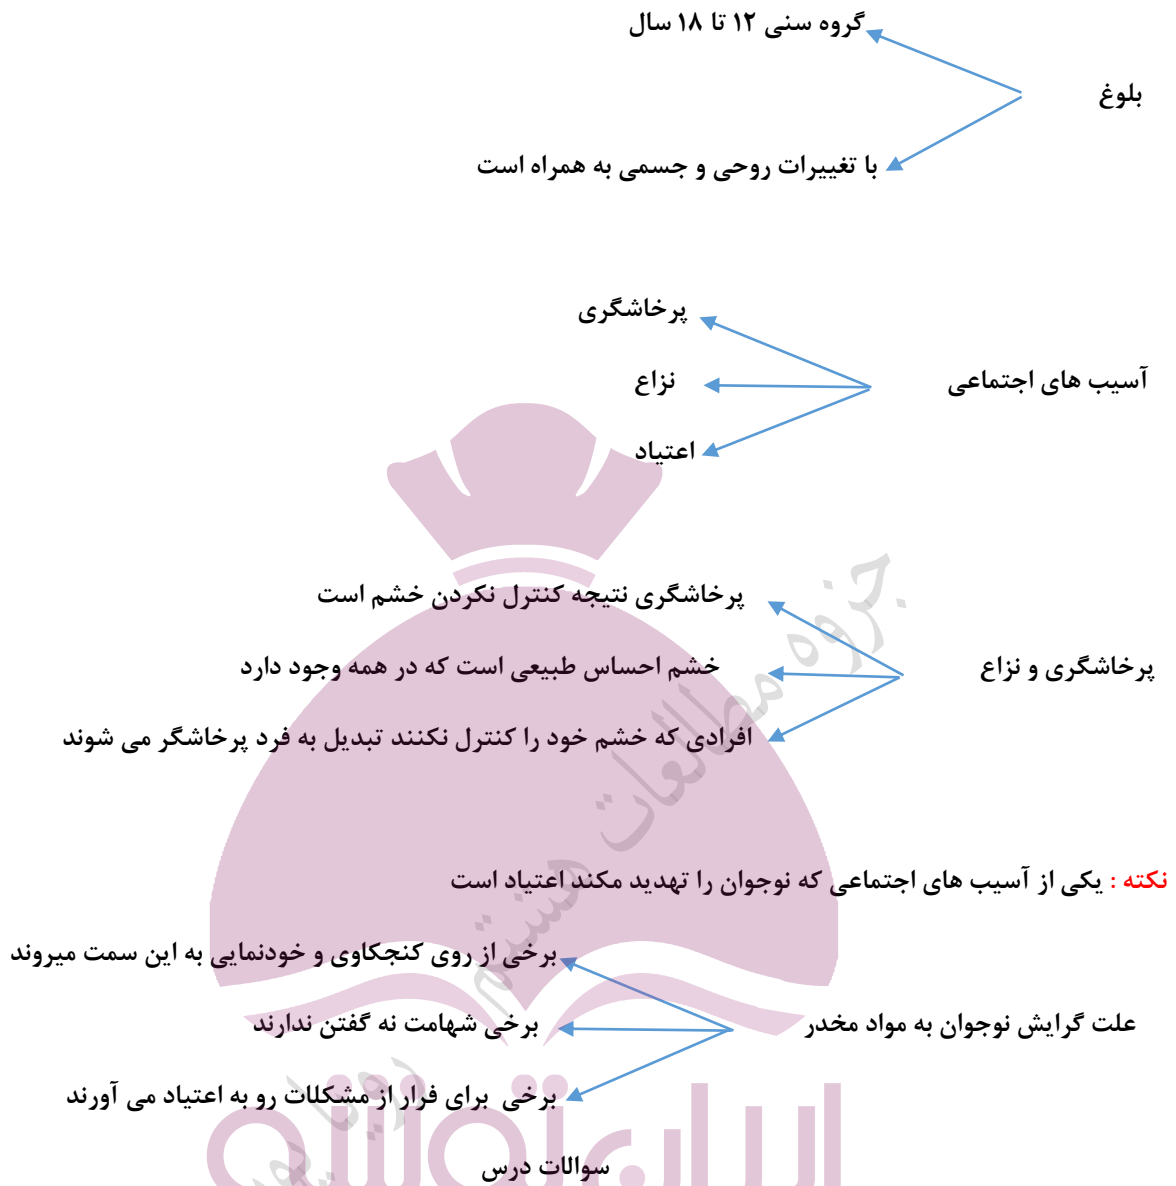 گروه سنی ۱۲ تا ۱۸ سال
بلوغ
با تغییرات روحی و جسمی به همراه است
پرخاشگری
آسیب های اجتماعی
نزاع
اعتیاد
پرخاشگری نتیجه کنترل نکردن خشم است
پرخاشگری و نزاع
خشم احساس طبیعی است که در همه وجود دارد
افرادی که خشم خود را کنترل نکنند تبدیل به فرد پرخاشگر می شوند
نکته : یکی از آسیب های اجتماعی که نوجوان را تهدید مکند اعتیاد است
برخی از روی کنجکاوی و خودنمایی به این سمت میروند
علت گرایش نوجوان به مواد مخدر
برخی شهامت نه گفتن ندارند
برخی برای فرار از مشکلات رو به اعتیاد می آورند
سوالات درس
جزوه مطالعات هشتم
ایران توشه